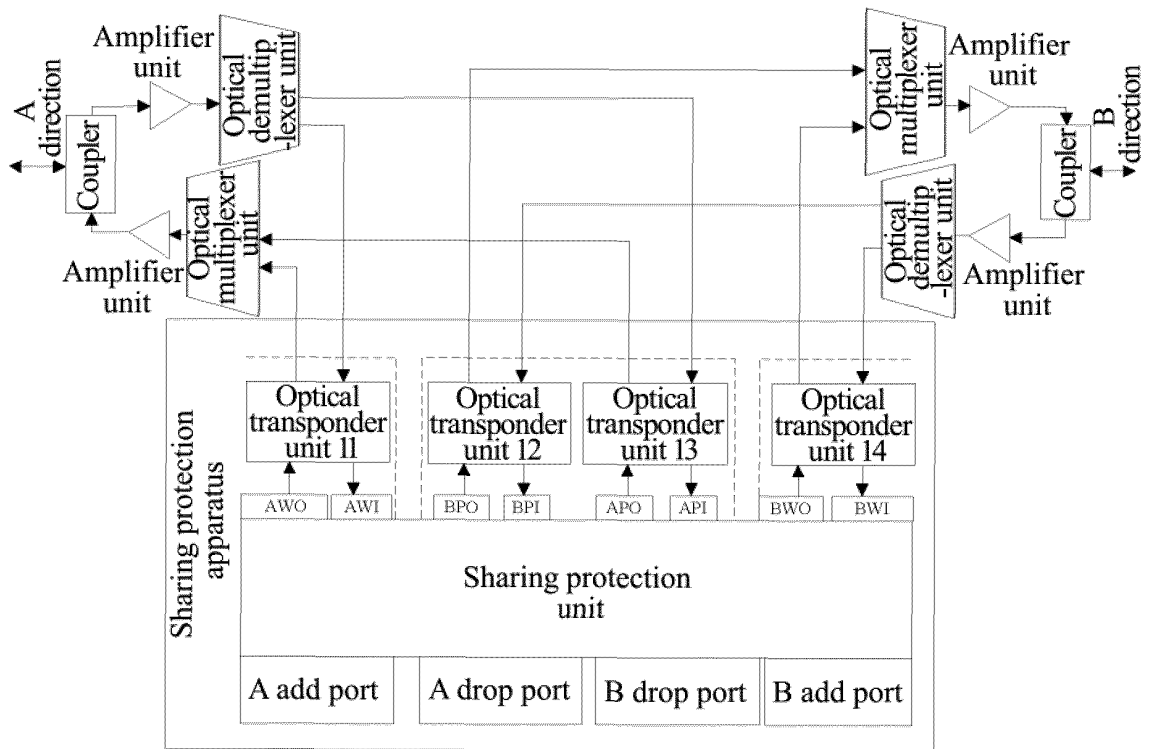 Amplifier
unit
Optical
demultip
-lexer unit
A
direction
Coupler
Optical
multiplexer
unit
Amplifier
unit
Optical
multiplexer
unit
Amplifier
unit
B
direction
Coupler
Optical
demultip
-lexer unit
Amplifier
unit
Sharing protection
apparatus
Optical
transponder
unit 11
Optical
transponder
unit 12
Optical
transponder
unit 13
Optical
transponder
unit 14
AWO
AWI
BPO
BPI
APO
API
BWO
BWI
Sharing protection
unit
A add port
A drop port
B drop port
B add port